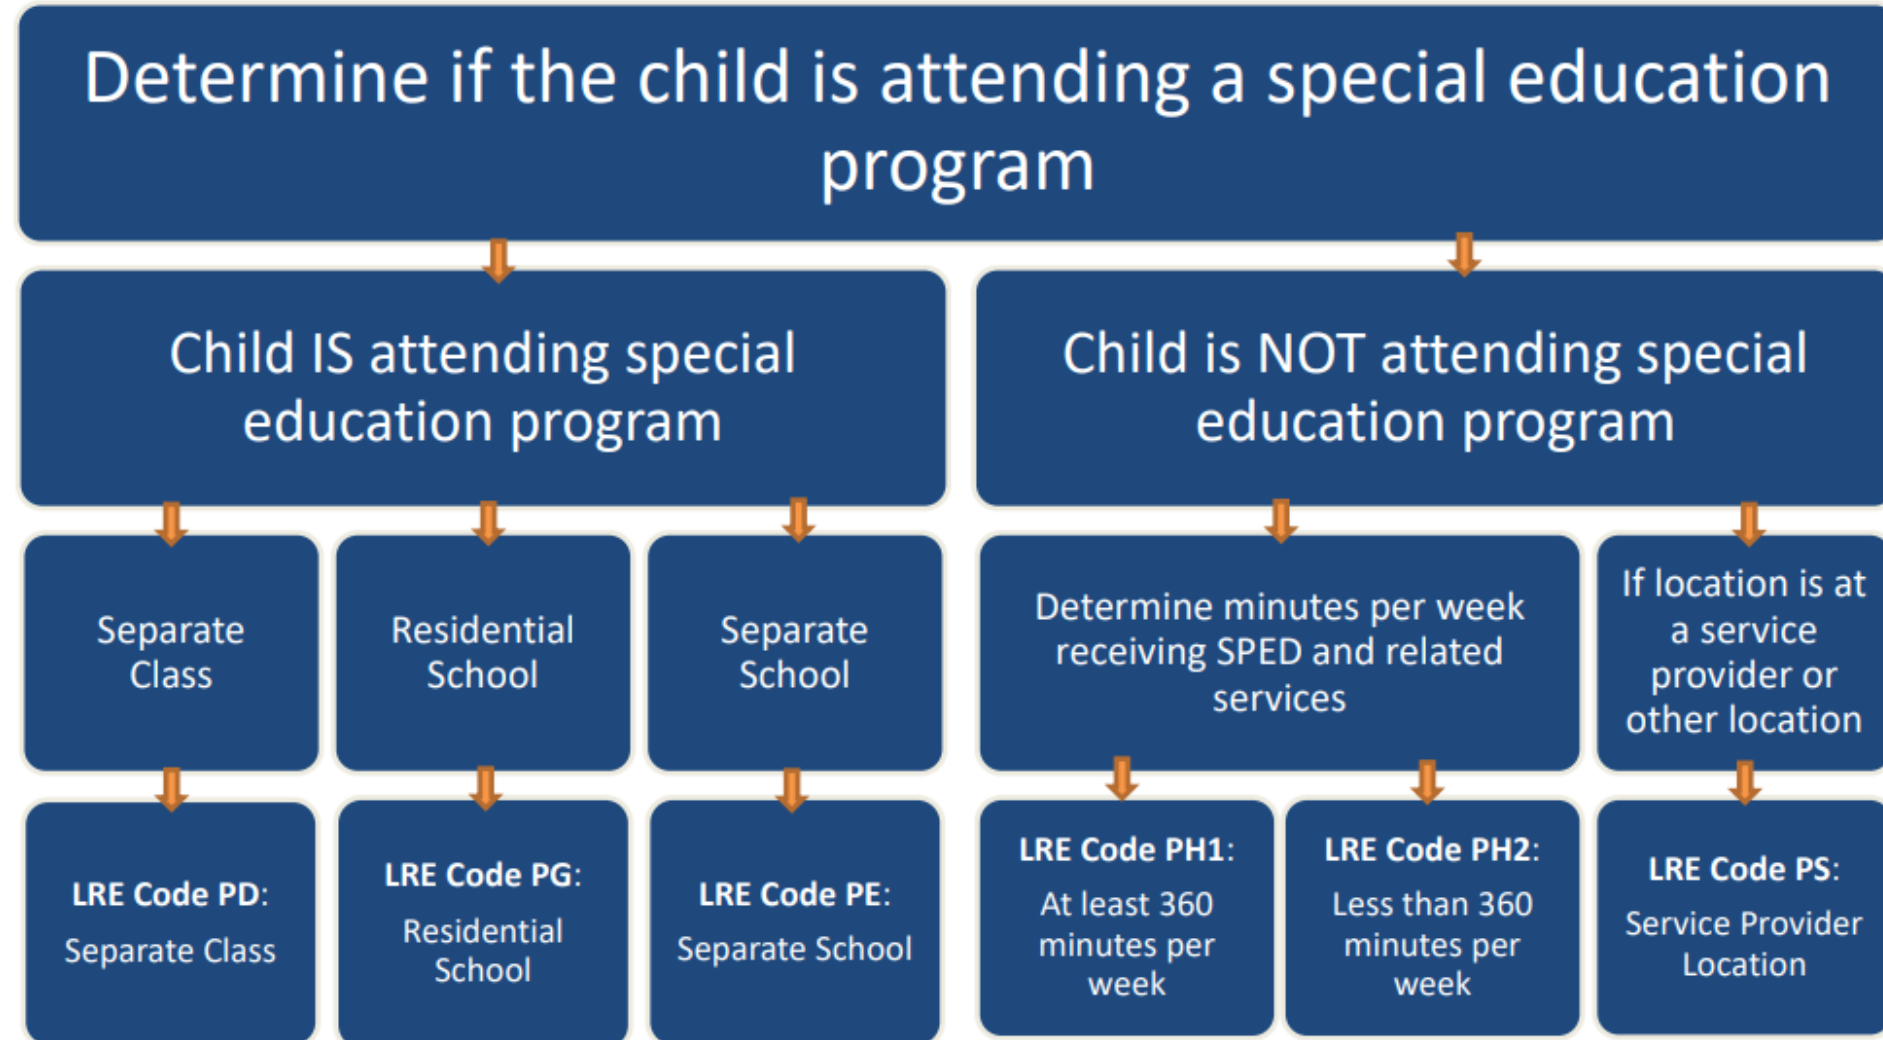 Determine if the child is attending a special education
program
Child IS attending special
education program
Child is NOT attending special
education program
Separate
Class
Residential
School
Separate
School
Determine minutes per week
receiving SPED and related
services
If location is at
a service
provider or
other location
LRE Code PD:
Separate Class
LRE Code PG:
Residential
School
LRE Code PE:
Separate School
LRE Code PH1:
At least 360
minutes per
week
LRE Code PH2:
Less than 360
minutes per
week
LRE Code PS:
Service Provider
Location